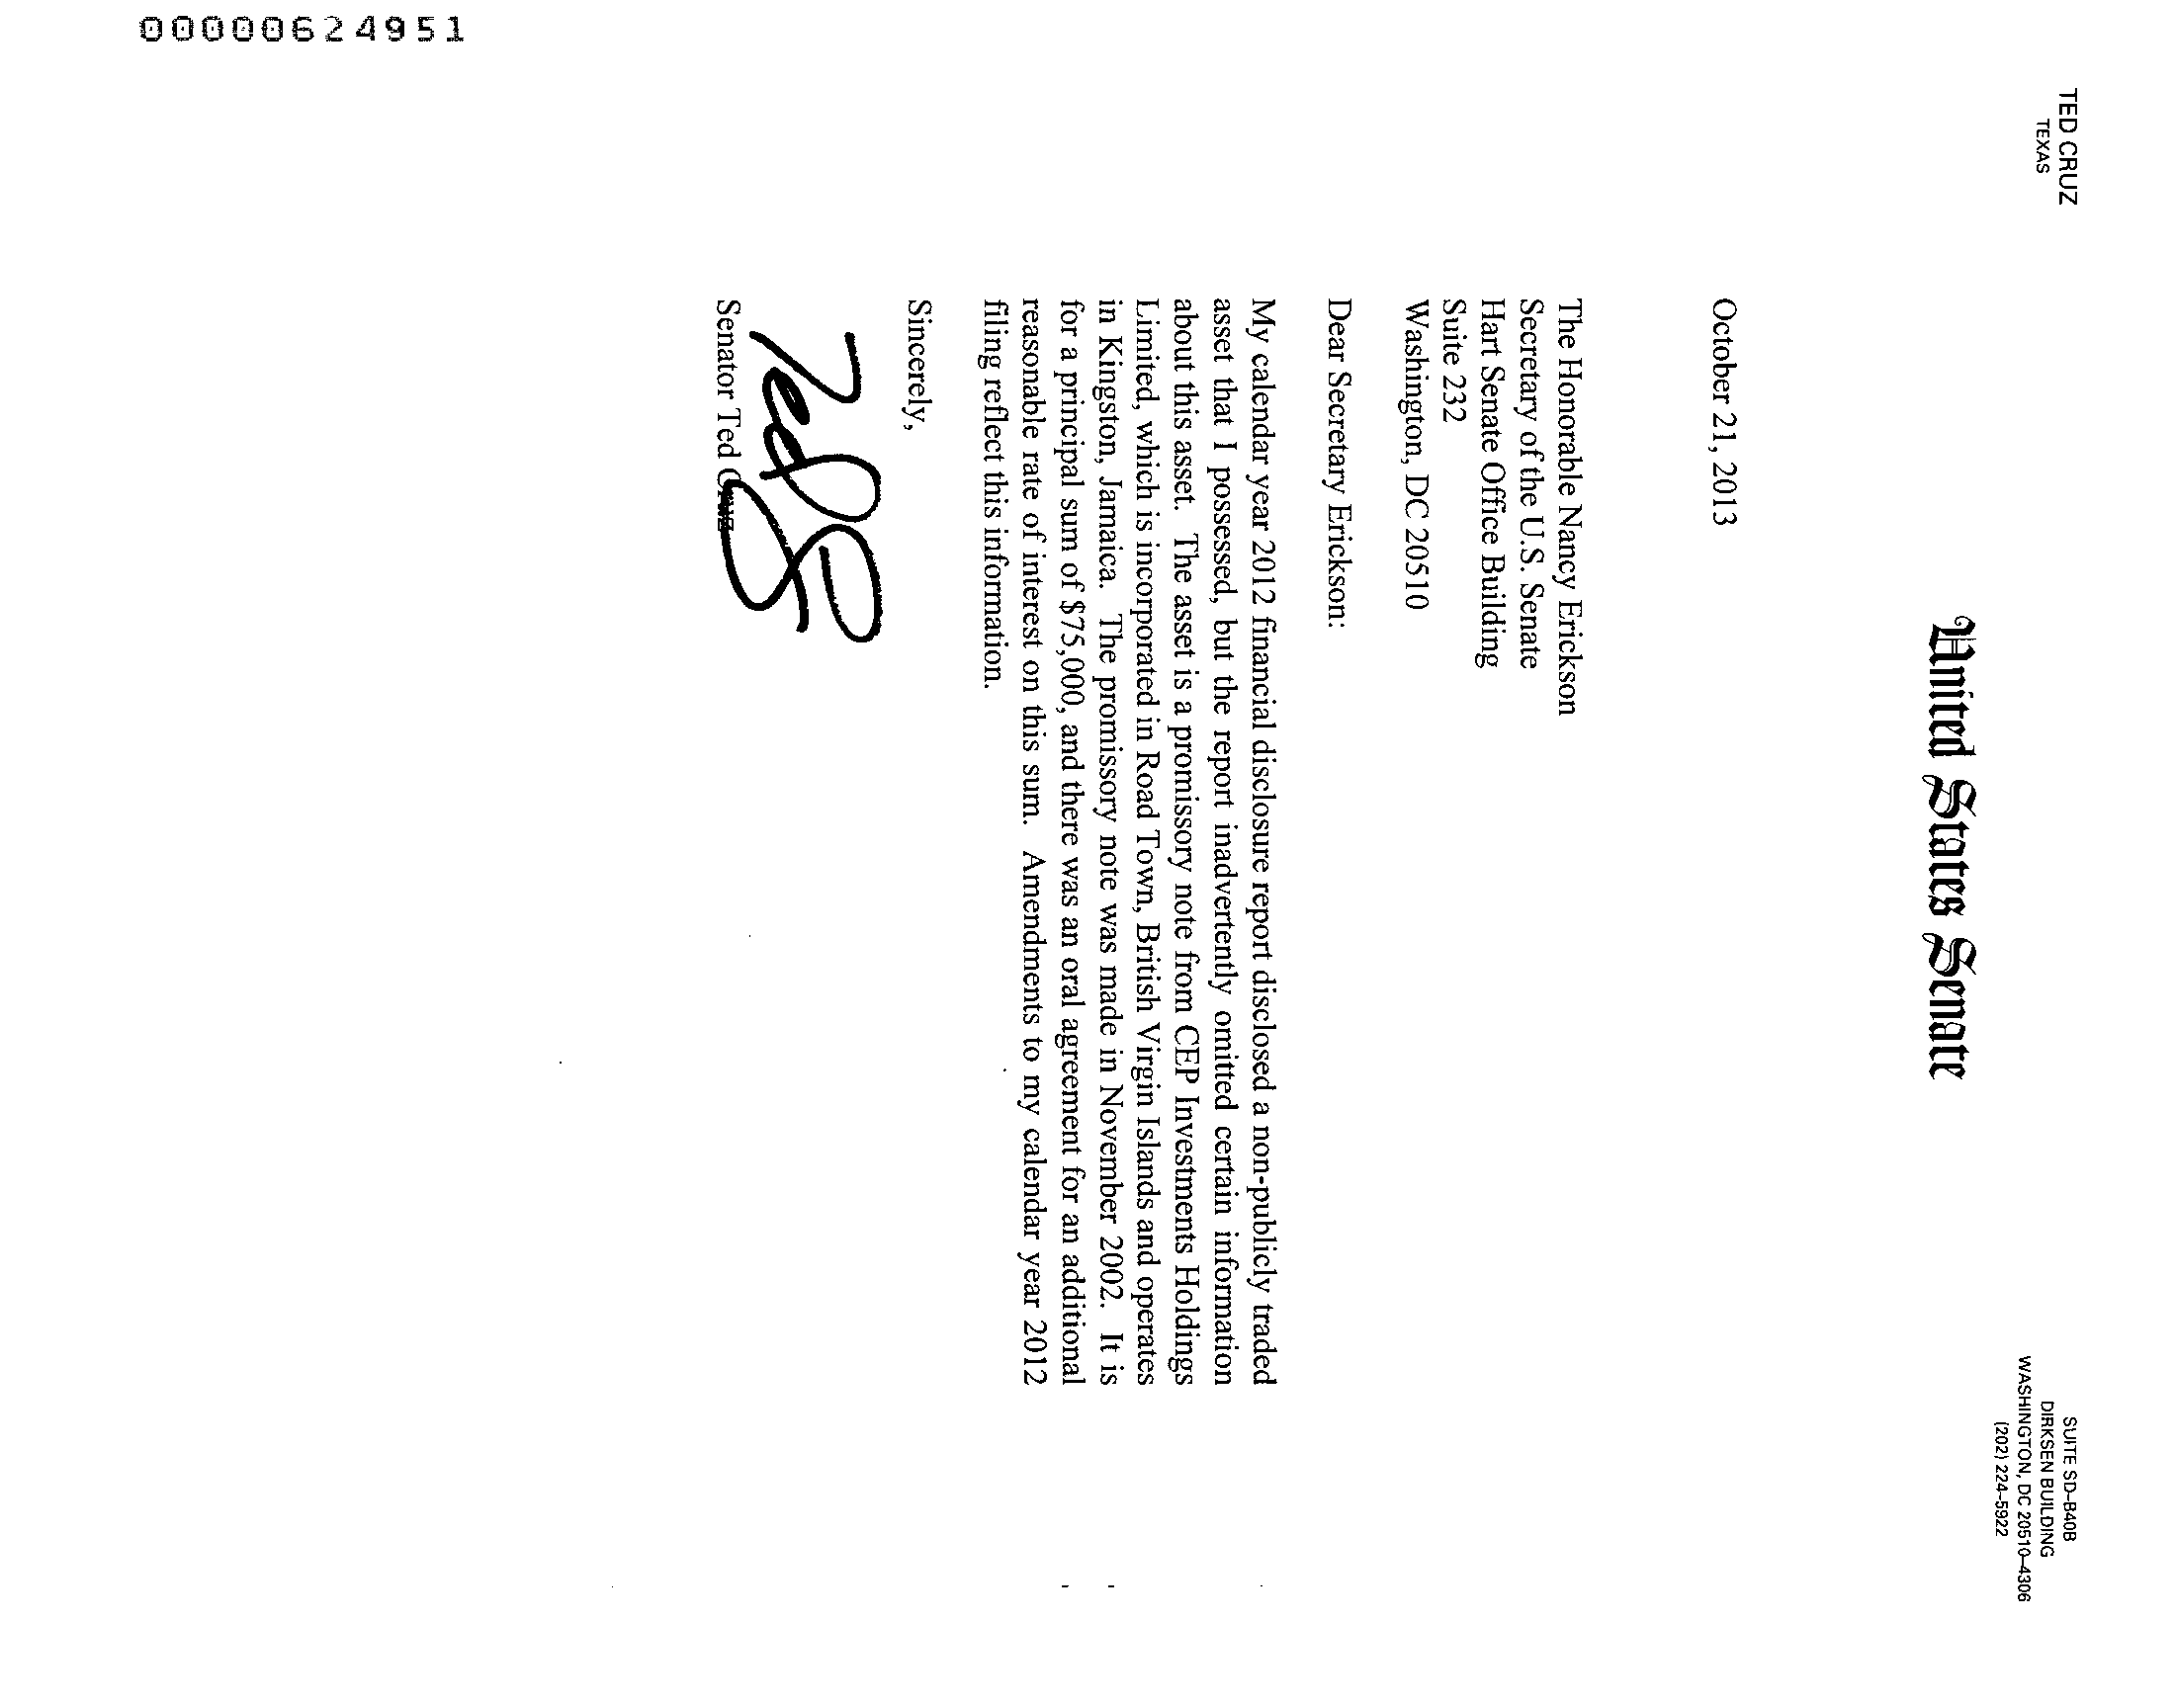 00000624951
TED CRUZ
TEXAS
SUITE SD–B40B
DIRKSEN BUILDING
WASHINGTON, DC 20510–4306
(202) 224–5922
United States Senate
October 21, 2013
The Honorable Nancy Erickson
Secretary of the U.S. Senate
Hart Senate Office Building
Suite 232
Washington, DC 20510
Dear Secretary Erickson:
My calendar year 2012 financial disclosure report disclosed a non-publicly traded
asset that I possessed, but the report inadvertently omitted certain information
about this asset. The asset is a promissory note from CEP Investments Holdings
Limited, which is incorporated in Road Town, British Virgin Islands and operates
in Kingston, Jamaica. The promissory note was made in November 2002. It is
for a principal sum of $75,000, and there was an oral agreement for an additional
reasonable rate of interest on this sum. Amendments to my calendar year 2012
filing reflect this information.
Sincerely,
Senator Ted Cruz